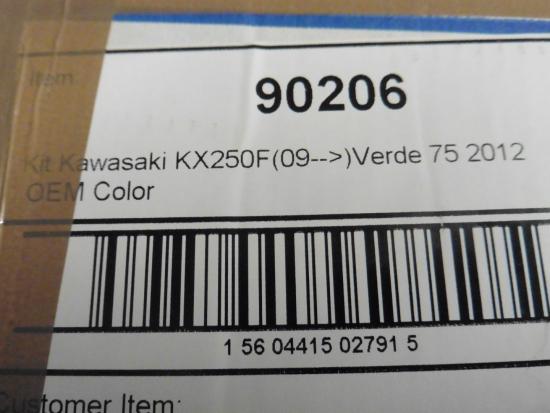 Item:
90206
Kit Kawasaki KX250F(09-->)Verde 75 2012
OEM Color
1 56 04415 02791 5
Customer Item: